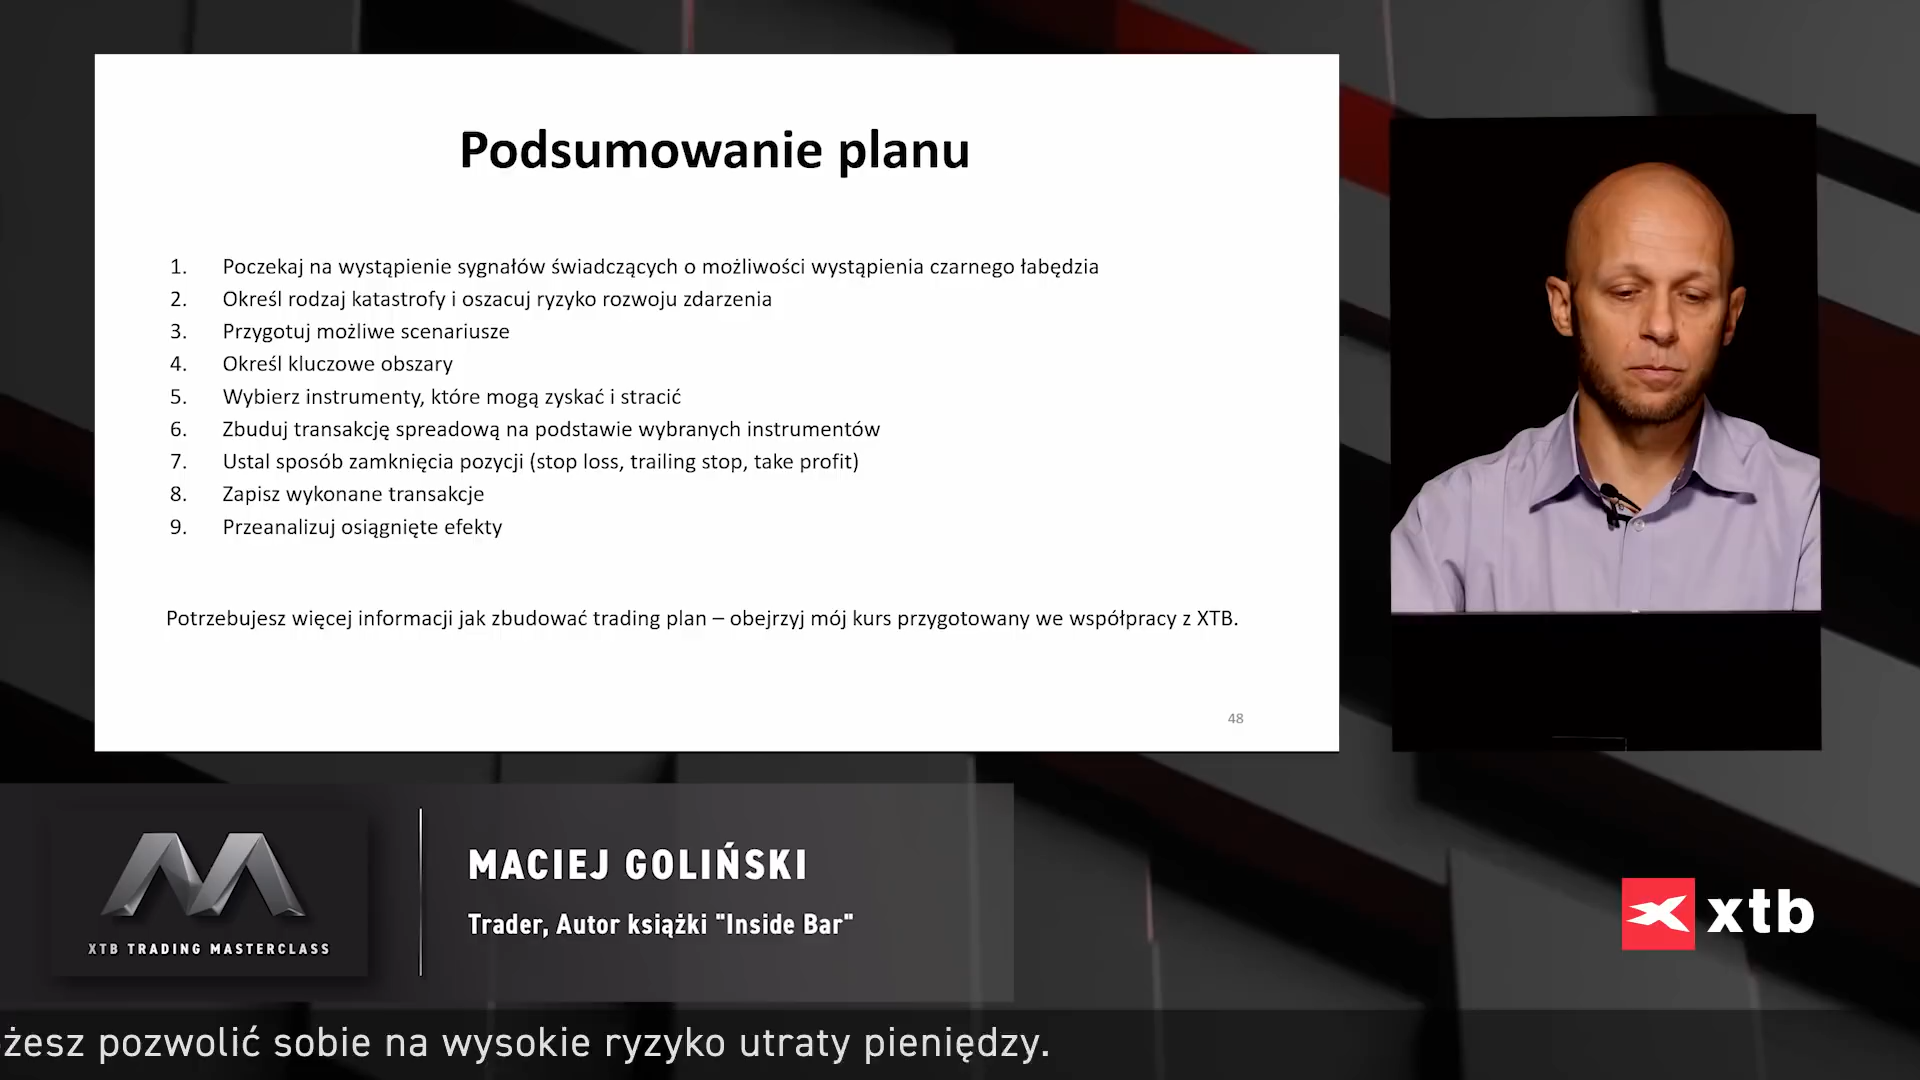 Podsumowanie planu
1. Poczekaj na wystąpienie sygnałów świadczących o możliwości wystąpienia czarnego łabędzia
2. Określ rodzaj katastrofy i oszacuj ryzyko rozwoju zdarzenia
3. Przygotuj możliwe scenariusze
4. Określ kluczowe obszary
5. Wybierz instrumenty, które mogą zyskać i stracić
6. Zbuduj transakcję spreadową na podstawie wybranych instrumentów
7. Ustal sposób zamknięcia pozycji (stop loss, trailing stop, take profit)
8. Zapisz wykonane transakcje
9. Przeanalizuj osiągnięte efekty
Potrzebujesz więcej informacji jak zbudować trading plan – obejrzyj mój kurs przygotowany we współpracy z XTB.
48
XTB TRADING MASTERCLASS
MACIEJ GOLIŃSKI
Trader, Autor książki "Inside Bar"
xtb
żesz pozwolić sobie na wysokie ryzyko utraty pieniędzy.